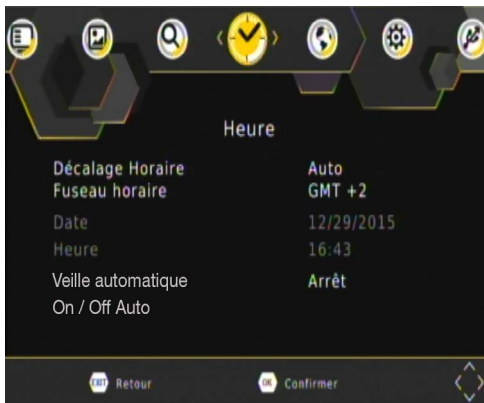 Heure
Décalage Horaire Auto
Fuseau horaire GMT +2
Date 12/29/2015
Heure 16:43
Veille automatique Arrêt
On / Off Auto
EXIT Retour OK Confirmer